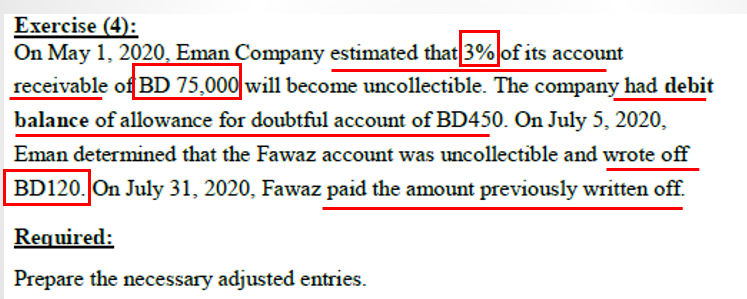 Exercise (4):
On May 1, 2020, Eman Company estimated that 3% of its account
receivable of BD 75,000 will become uncollectible. The company had debit
balance of allowance for doubtful account of BD450. On July 5, 2020,
Eman determined that the Fawaz account was uncollectible and wrote off
BD120. On July 31, 2020, Fawaz paid the amount previously written off.
Required:
Prepare the necessary adjusted entries.